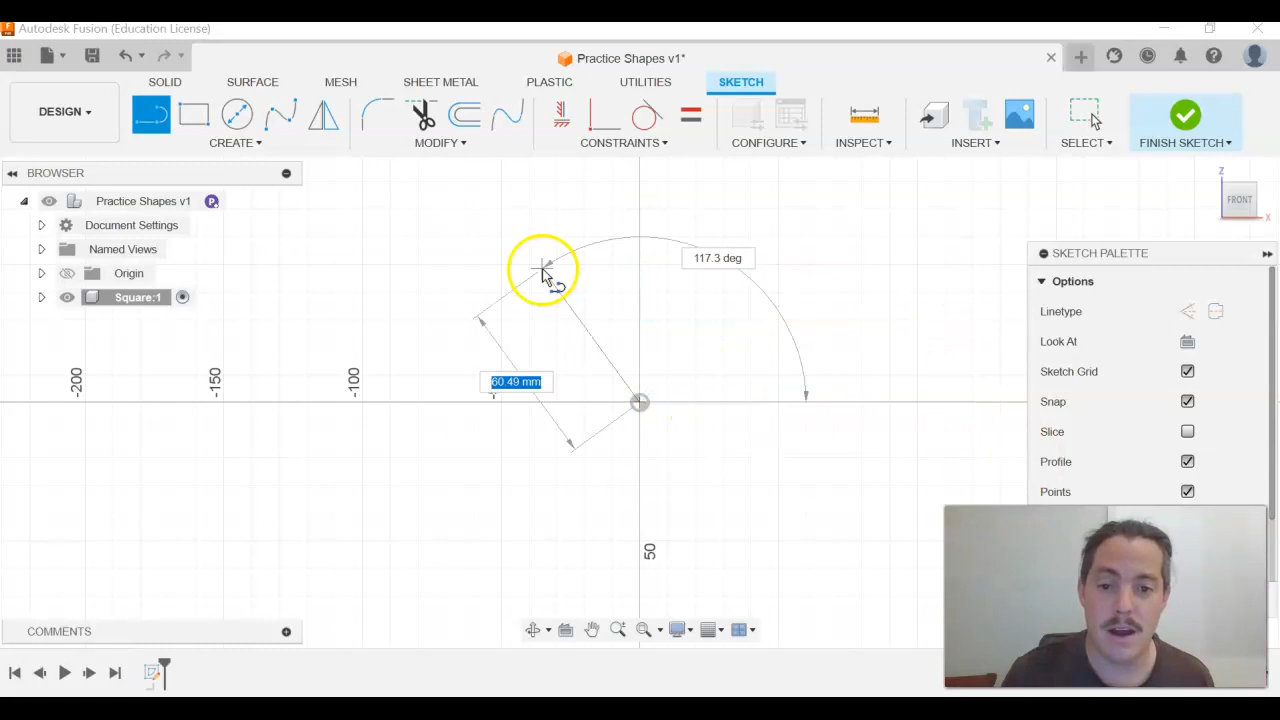 Autodesk Fusion (Education License)
Practice Shapes v1*
SOLID SURFACE MESH SHEET METAL PLASTIC UTILITIES SKETCH
DESIGN
CREATE MODIFY CONSTRAINTS CONFIGURE INSPECT INSERT SELECT FINISH SKETCH
BROWSER
Practice Shapes v1 P
Document Settings
Named Views
Origin
Square:1
Z
FRONT
X
117.3 deg
60.49 mm
-200
-150
-100
50
SKETCH PALETTE
Options
Linetype
Look At
Sketch Grid
Snap
Slice
Profile
Points
COMMENTS